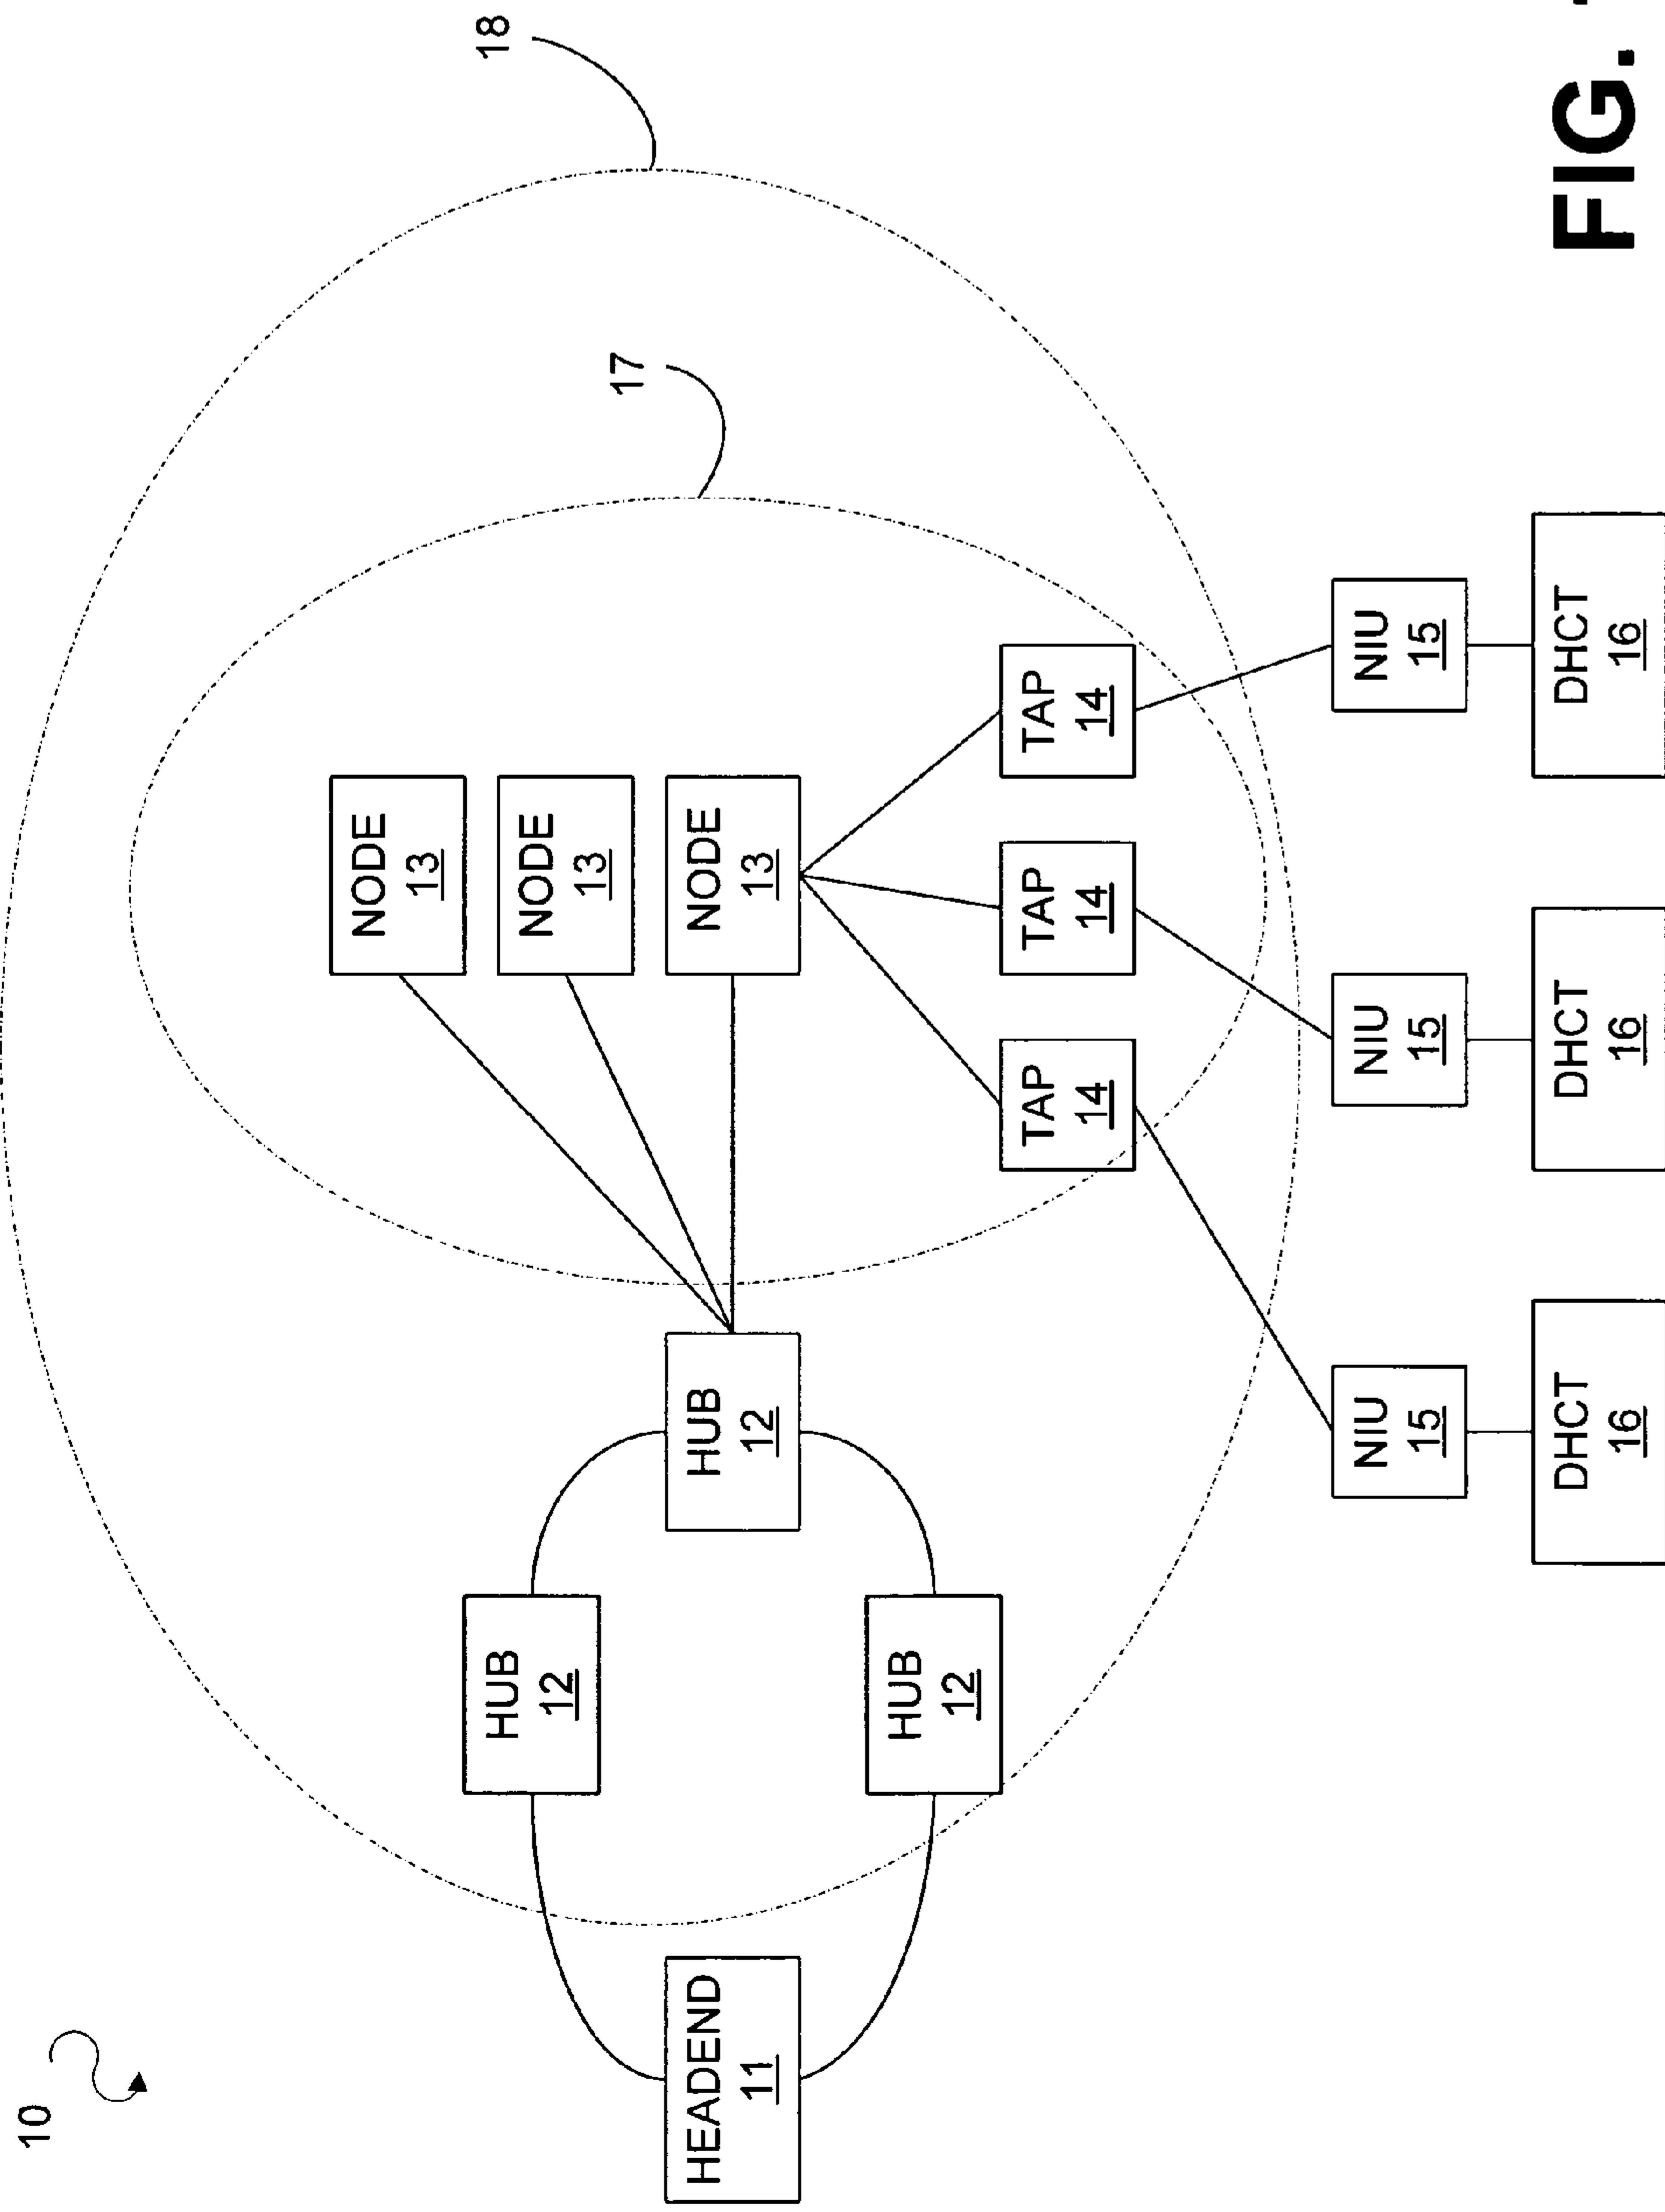 10
NODE
13
18
HUB
12
NODE
13
17
HEADEND
11
HUB
12
NODE
13
HUB
12
TAP
14
TAP
14
TAP
14
NIU
15
NIU
15
NIU
15
DHCT
16
DHCT
16
DHCT
16
FIG.